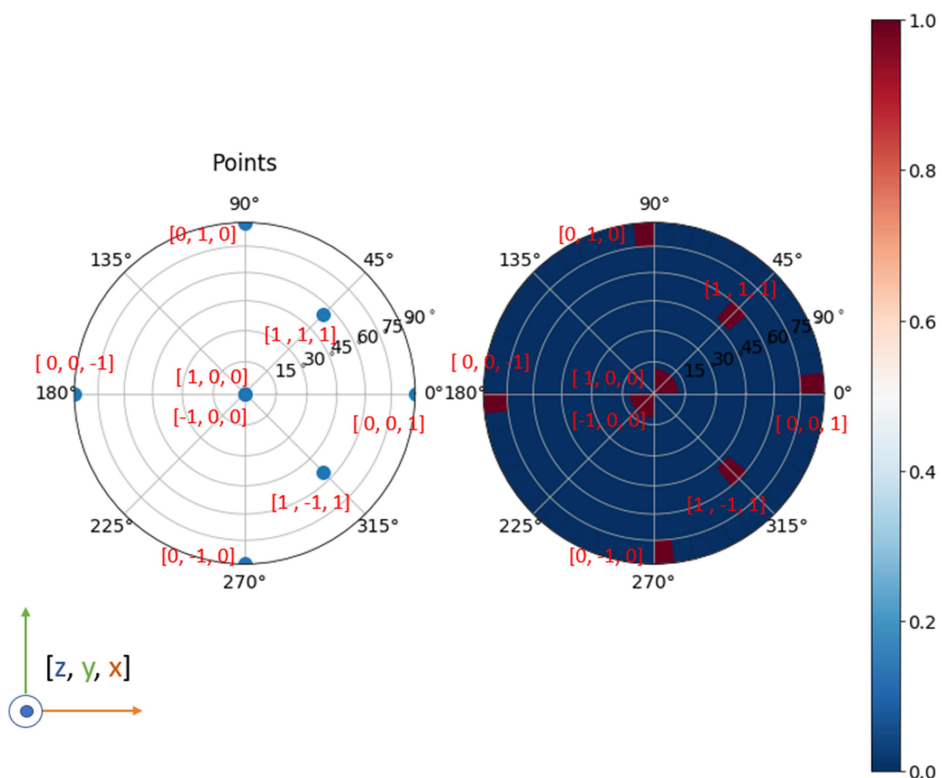 Points
90°
[0, 1, 0]
135°
45°
90 °
75
60
45
30
°
15
[1 , 1, 1]
[ 0, 0, -1]
[ 1, 0, 0]
180°
0°
[-1, 0, 0]
[ 0, 0, 1]
[1 , -1, 1]
225°
315°
[0, -1, 0]
270°
90°
[0, 1, 0]
135°
45°
[1 , 1, 1]
90 °
75
60
45
30
15
[ 0, 0, -1]
[ 1, 0, 0]
180°
0°
[-1, 0, 0]
[ 0, 0, 1]
[1 , -1, 1]
225°
315°
[0, -1, 0]
270°
1.0
0.8
0.6
0.4
0.2
0.0
[z, y, x]